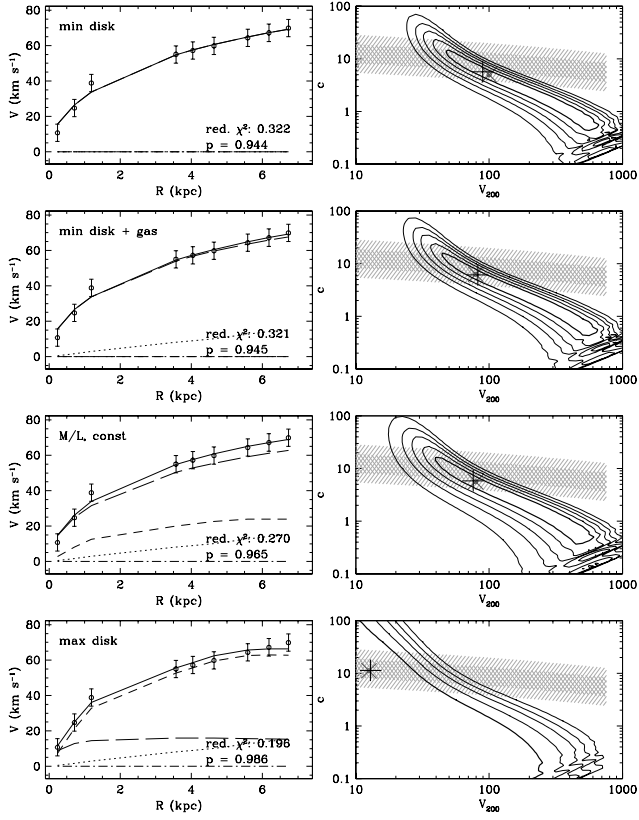 80
60
40
20
0
V (km s⁻¹)
min disk
red. χ²: 0.322
p = 0.944
0 2 4 6
R (kpc)
100
10
1
0.1
c
10 100 1000
V₂₀₀
80
60
40
20
0
V (km s⁻¹)
min disk + gas
red. χ²: 0.321
p = 0.945
0 2 4 6
R (kpc)
100
10
1
0.1
c
10 100 1000
V₂₀₀
80
60
40
20
0
V (km s⁻¹)
M/L. const
red. χ²: 0.270
p = 0.965
0 2 4 6
R (kpc)
100
10
1
0.1
c
10 100 1000
V₂₀₀
80
60
40
20
0
V (km s⁻¹)
max disk
red. χ²: 0.196
p = 0.986
0 2 4 6
R (kpc)
100
10
1
0.1
c
10 100 1000
V₂₀₀